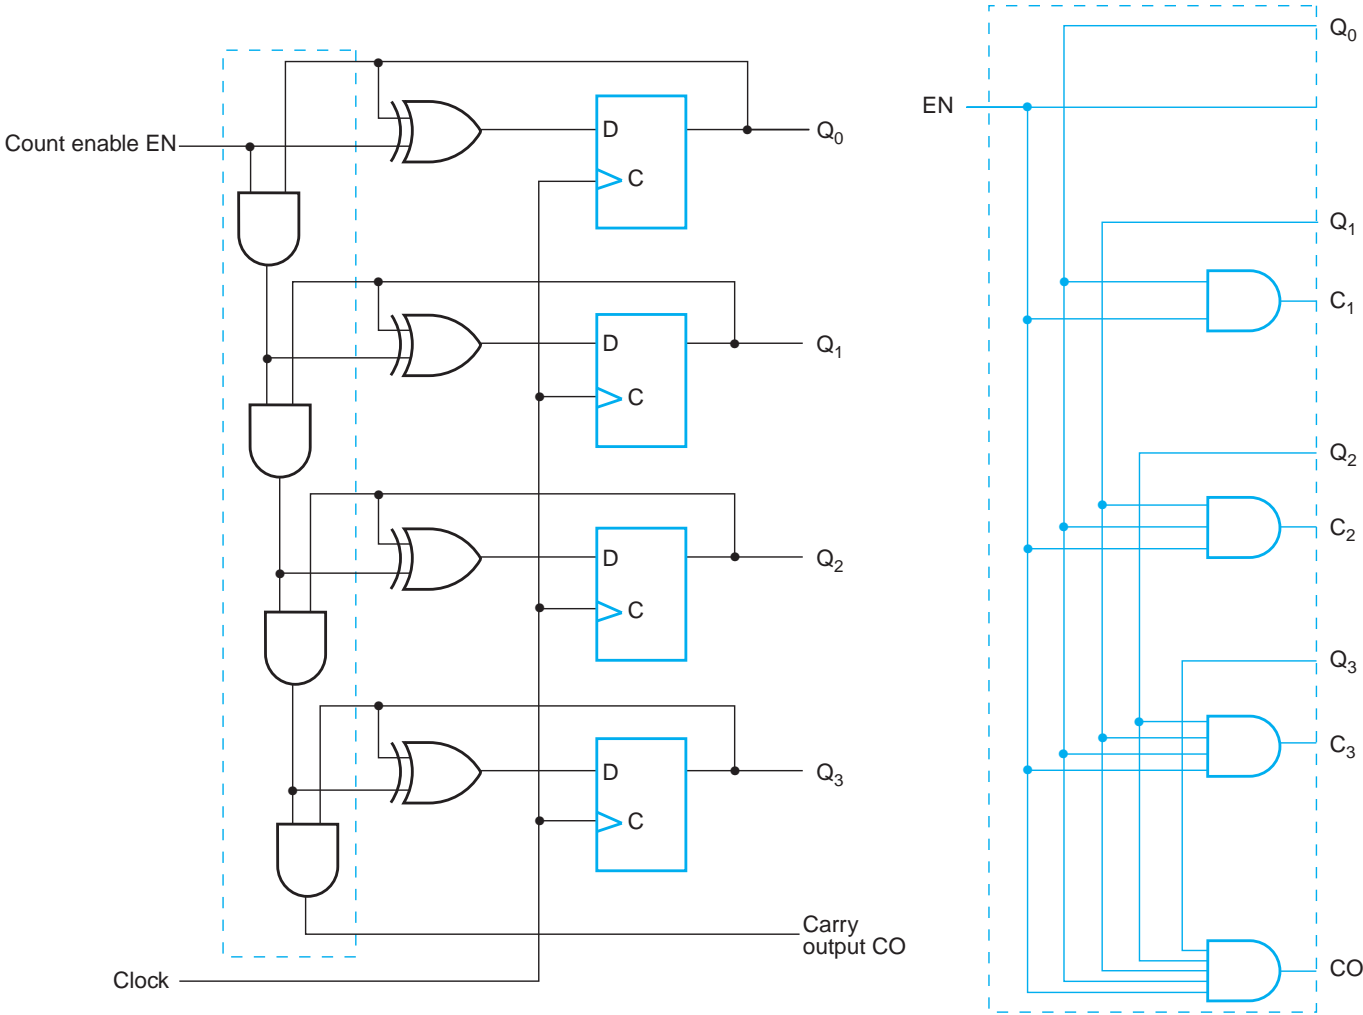 Count enable EN
D
C
Q0
D
C
Q1
D
C
Q2
D
C
Q3
Carry
output CO
Clock
EN
Q0
Q1
C1
Q2
C2
Q3
C3
CO